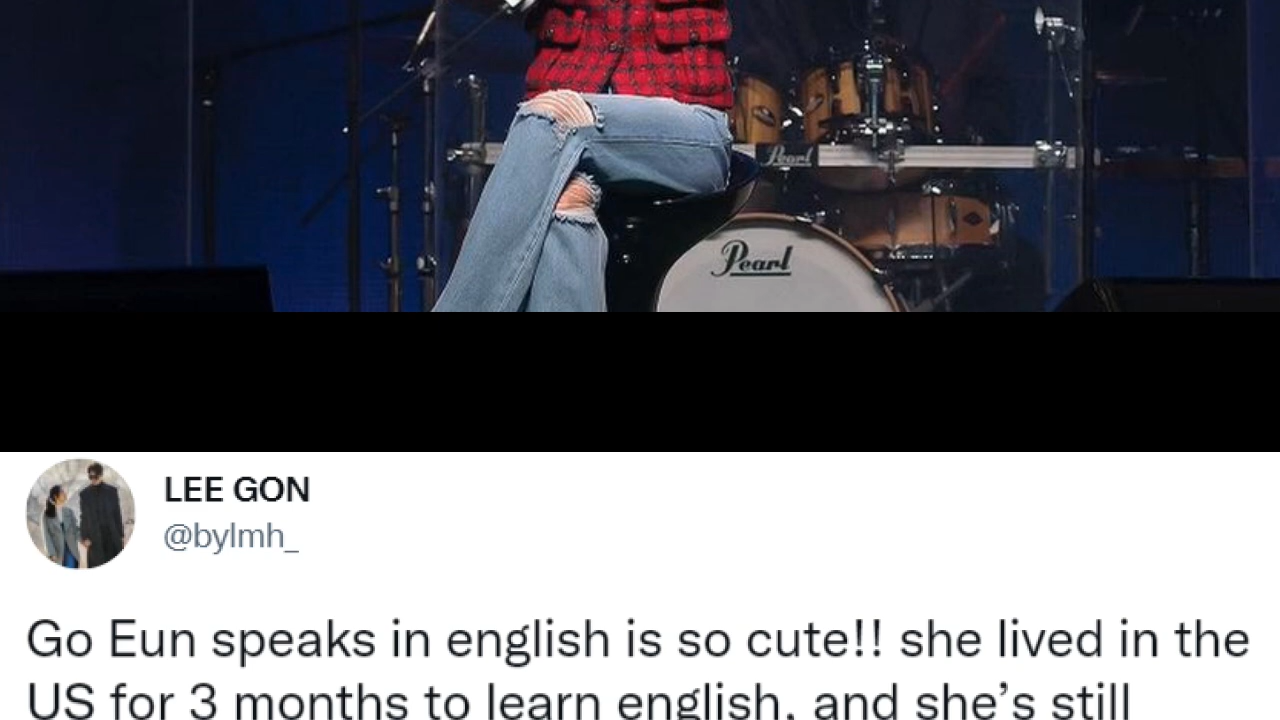 Pearl
Pearl
LEE GON
@bylmh_
Go Eun speaks in english is so cute!! she lived in the
US for 3 months to learn english, and she's still